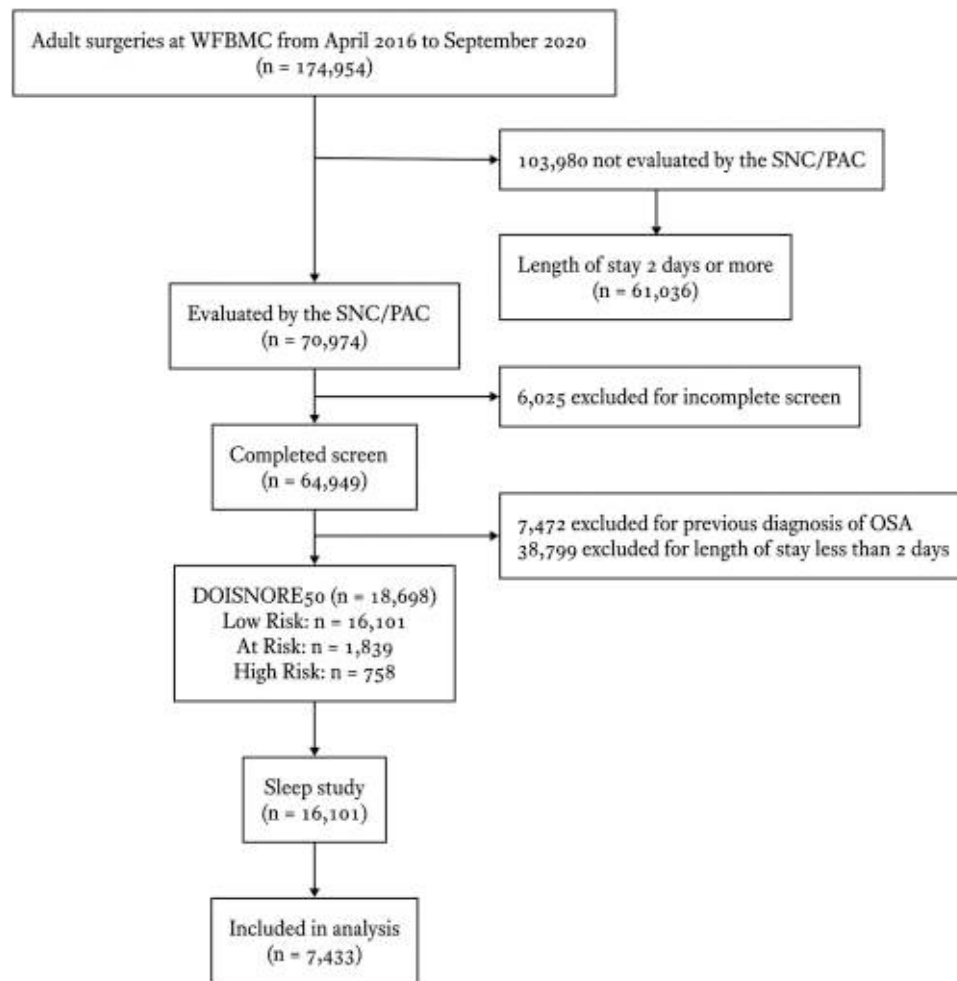 Adult surgeries at WFBMC from April 2016 to September 2020
(n = 174,954)
103,980 not evaluated by the SNC/PAC
Length of stay 2 days or more
(n = 61,036)
Evaluated by the SNC/PAC
(n = 70,974)
6,025 excluded for incomplete screen
Completed screen
(n = 64,949)
7,472 excluded for previous diagnosis of OSA
38,799 excluded for length of stay less than 2 days
DOISNORE50 (n = 18,698)
Low Risk: n = 16,101
At Risk: n = 1,839
High Risk: n = 758
Sleep study
(n = 16,101)
Included in analysis
(n = 7,433)